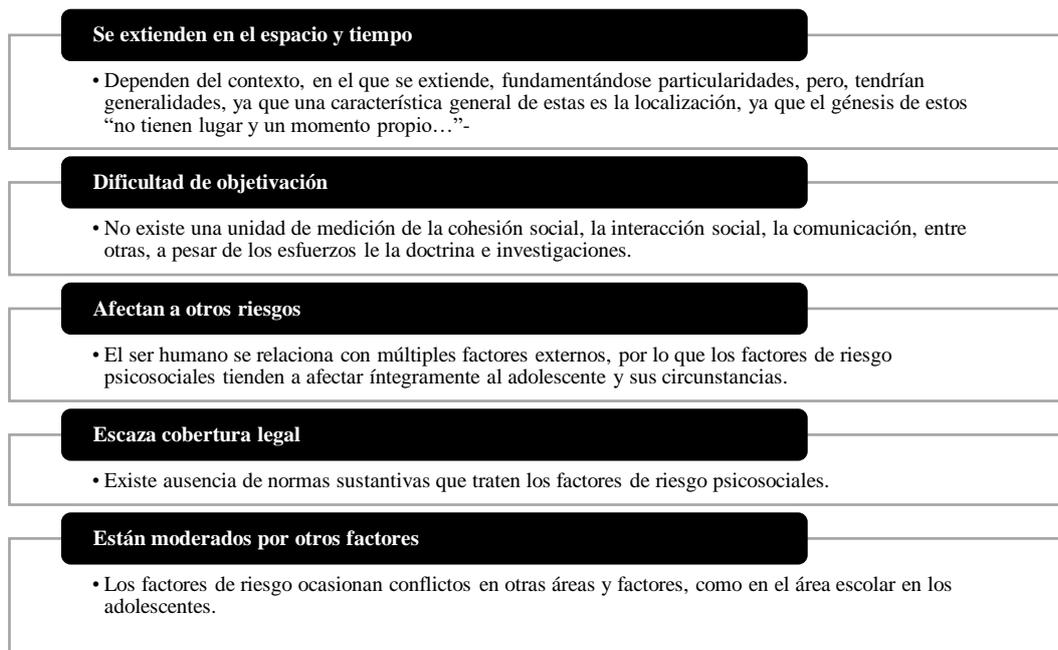 Se extienden en el espacio y tiempo
• Dependen del contexto, en el que se extiende, fundamentándose particularidades, pero, tendrían
generalidades, ya que una característica general de estas es la localización, ya que el génesis de estos
“no tienen lugar y un momento propio…”-
Dificultad de objetivación
• No existe una unidad de medición de la cohesión social, la interacción social, la comunicación, entre
otras, a pesar de los esfuerzos le la doctrina e investigaciones.
Afectan a otros riesgos
• El ser humano se relaciona con múltiples factores externos, por lo que los factores de riesgo
psicosociales tienden a afectar íntegramente al adolescente y sus circunstancias.
Escaza cobertura legal
• Existe ausencia de normas sustantivas que traten los factores de riesgo psicosociales.
Están moderados por otros factores
• Los factores de riesgo ocasionan conflictos en otras áreas y factores, como en el área escolar en los
adolescentes.